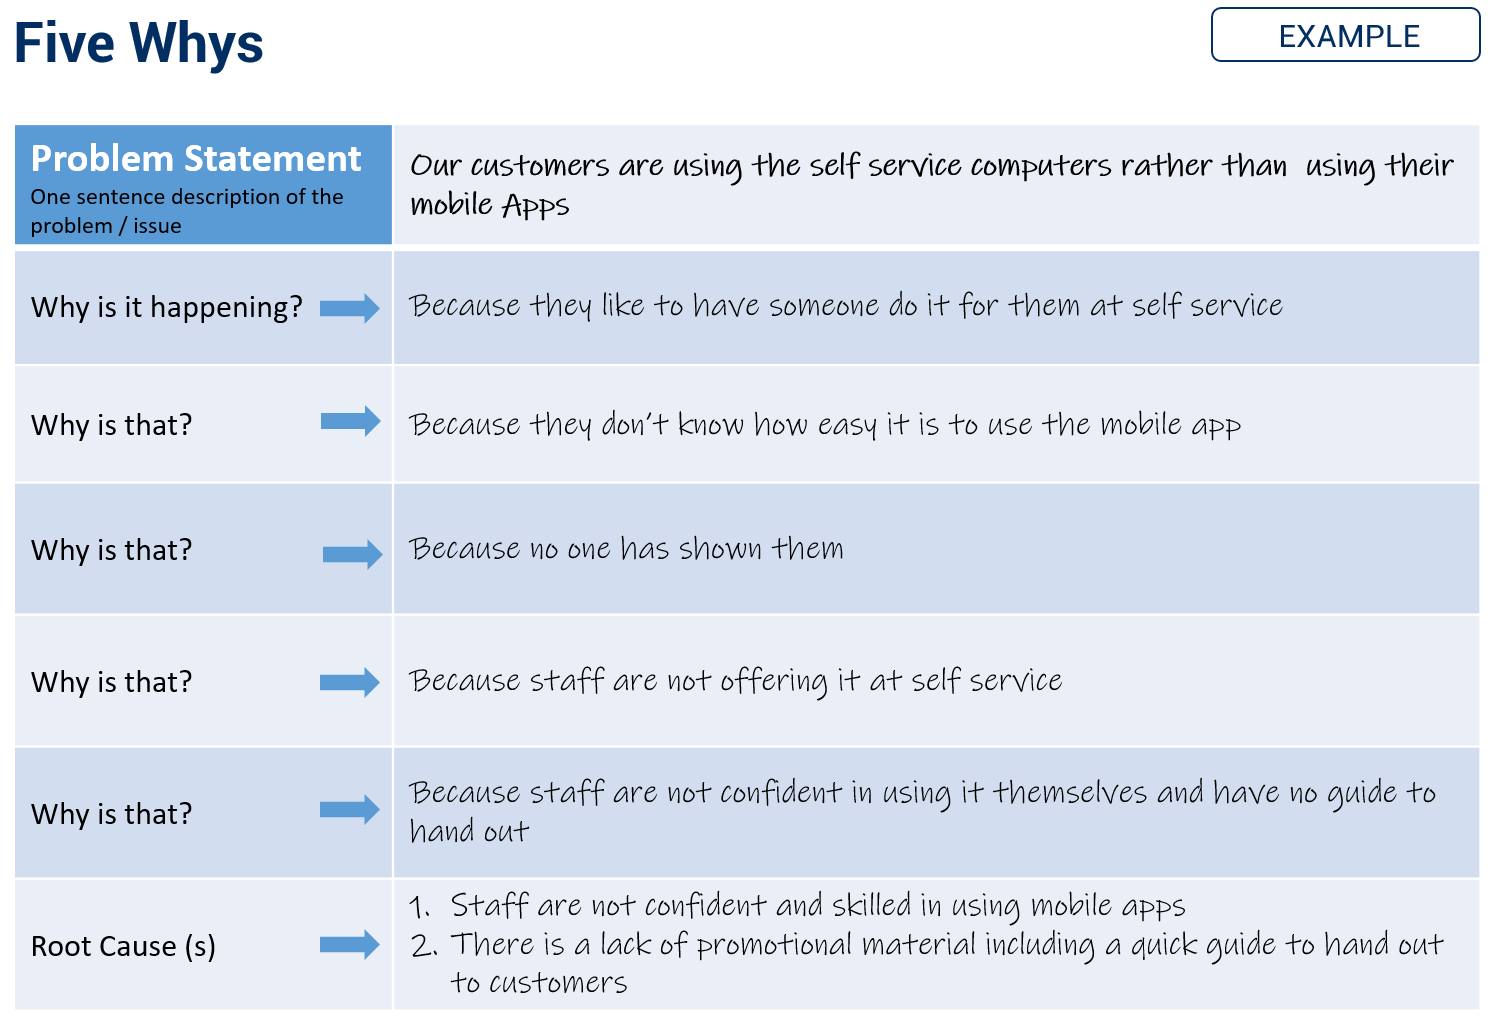 Five Whys
EXAMPLE
Problem Statement
One sentence description of the
problem / issue
Our customers are using the self service computers rather than using their
mobile Apps
Why is it happening?
Because they like to have someone do it for them at self service
Why is that?
Because they don't know how easy it is to use the mobile app
Why is that?
Because no one has shown them
Why is that?
Because staff are not offering it at self service
Why is that?
Because staff are not confident in using it themselves and have no guide to
hand out
Root Cause (s)
1. Staff are not confident and skilled in using mobile apps
2. There is a lack of promotional material including a quick guide to hand out
to customers